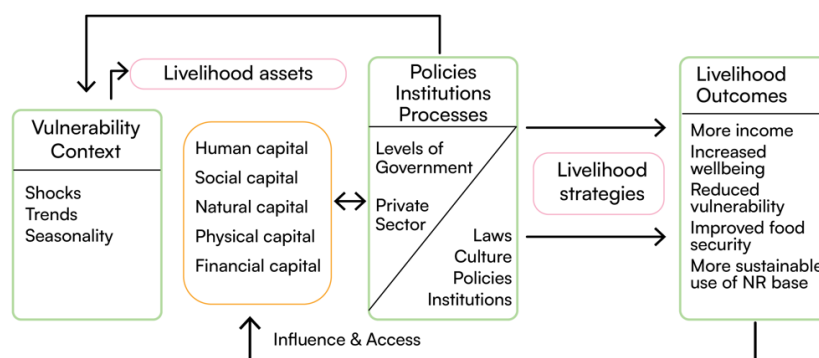 Livelihood assets
Vulnerability
Context
Shocks
Trends
Seasonality
Human capital
Social capital
Natural capital
Physical capital
Financial capital
Influence & Access
Policies
Institutions
Processes
Levels of
Government
Private
Sector
Laws
Culture
Policies
Institutions
Livelihood
strategies
Livelihood
Outcomes
More income
Increased
wellbeing
Reduced
vulnerability
Improved food
security
More sustainable
use of NR base